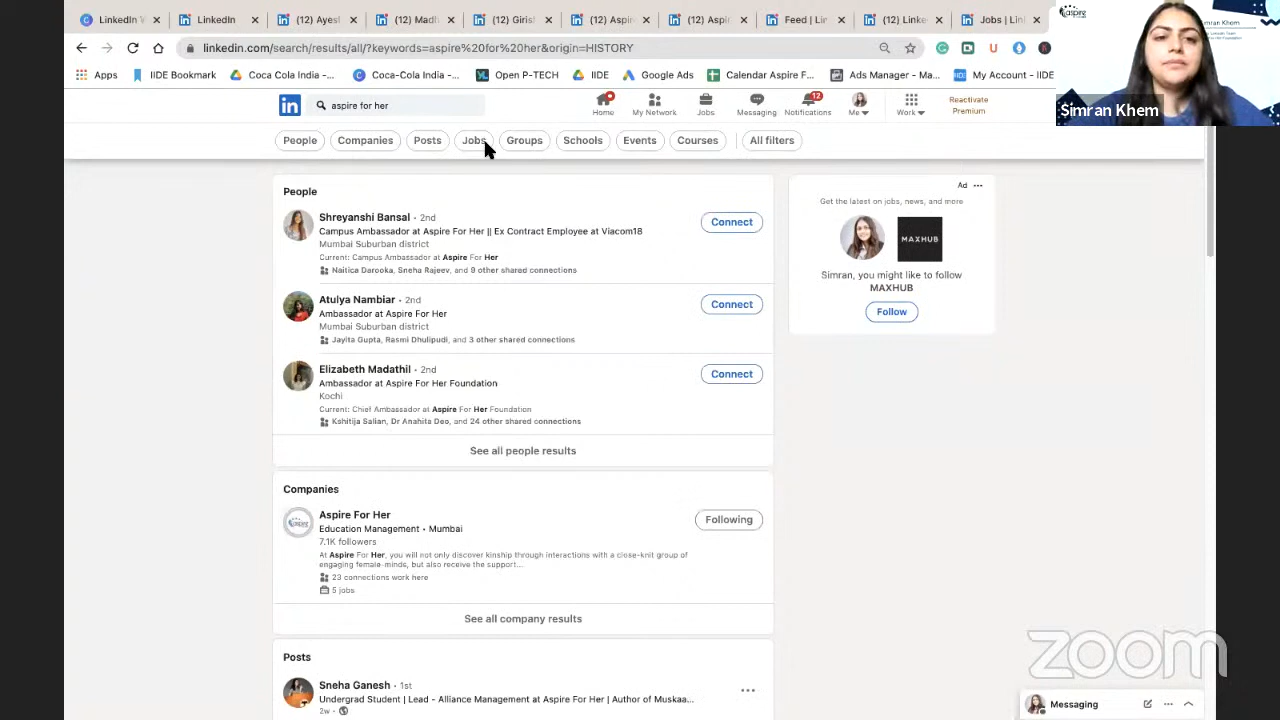 LinkedIn W
LinkedIn
(12) Ayesl
(12) Madl
(12) Girisl
(12) Aspir
(12) Aspir
Feed | Lin
(12) Linke
Jobs | Linl
linkedin.com/search/results/all/?keywords=aspire%20for%20her&origin=HISTORY
Apps
IIDE Bookmark
Coca Cola India -...
Coca-Cola India -...
Open P-TECH
IIDE
Google Ads
Calendar Aspire F...
Ads Manager - Ma...
My Account - IIDE
aspire
Simran Khem
Simran Khem
in
aspire for her
Home
My Network
Jobs
Messaging
12
Notifications
Me
Work
Reactivate
Premium
People
Companies
Posts
Jobs
Groups
Schools
Events
Courses
All filters
People
Shreyanshi Bansal • 2nd
Campus Ambassador at Aspire For Her || Ex Contract Employee at Viacom18
Mumbai Suburban district
Current: Campus Ambassador at Aspire For Her
Naitica Darooka, Sneha Rajeev, and 9 other shared connections
Connect
Atulya Nambiar • 2nd
Ambassador at Aspire For Her
Mumbai Suburban district
Jayita Gupta, Rasmi Dhulipudi, and 3 other shared connections
Connect
Elizabeth Madathil • 2nd
Ambassador at Aspire For Her Foundation
Kochi
Current: Chief Ambassador at Aspire For Her Foundation
Kshitija Salian, Dr Anahita Deo, and 24 other shared connections
Connect
See all people results
Companies
Aspire For Her
Education Management • Mumbai
7.1K followers
At Aspire For Her, you will not only discover kinship through interactions with a close-knit group of
engaging female-minds, but also receive the support...
23 connections work here
5 jobs
Following
See all company results
Posts
Sneha Ganesh • 1st
Undergrad Student | Lead - Alliance Management at Aspire For Her | Author of Muskaa...
2w •
Ad •••
Get the latest on jobs, news, and more
MAXHUB
Simran, you might like to follow
MAXHUB
Follow
zoom
Messaging